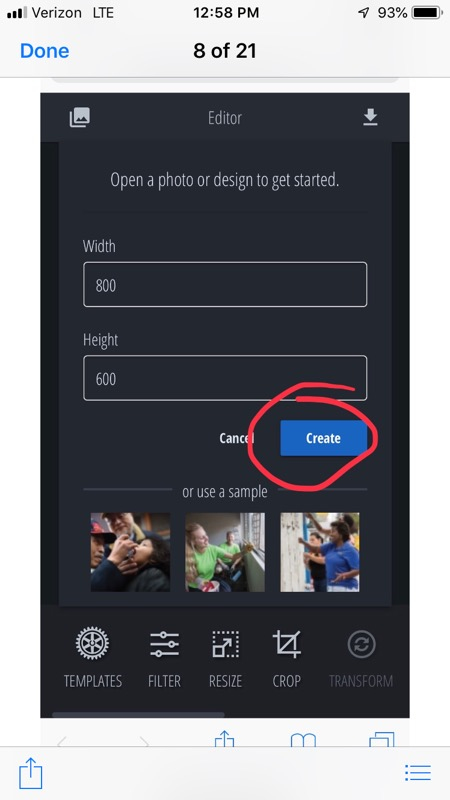 Verizon LTE 12:58 PM 93%
Done 8 of 21
Editor
Open a photo or design to get started.
Width
800
Height
600
Cancel Create
or use a sample
TEMPLATES FILTER RESIZE CROP TRANSFORM